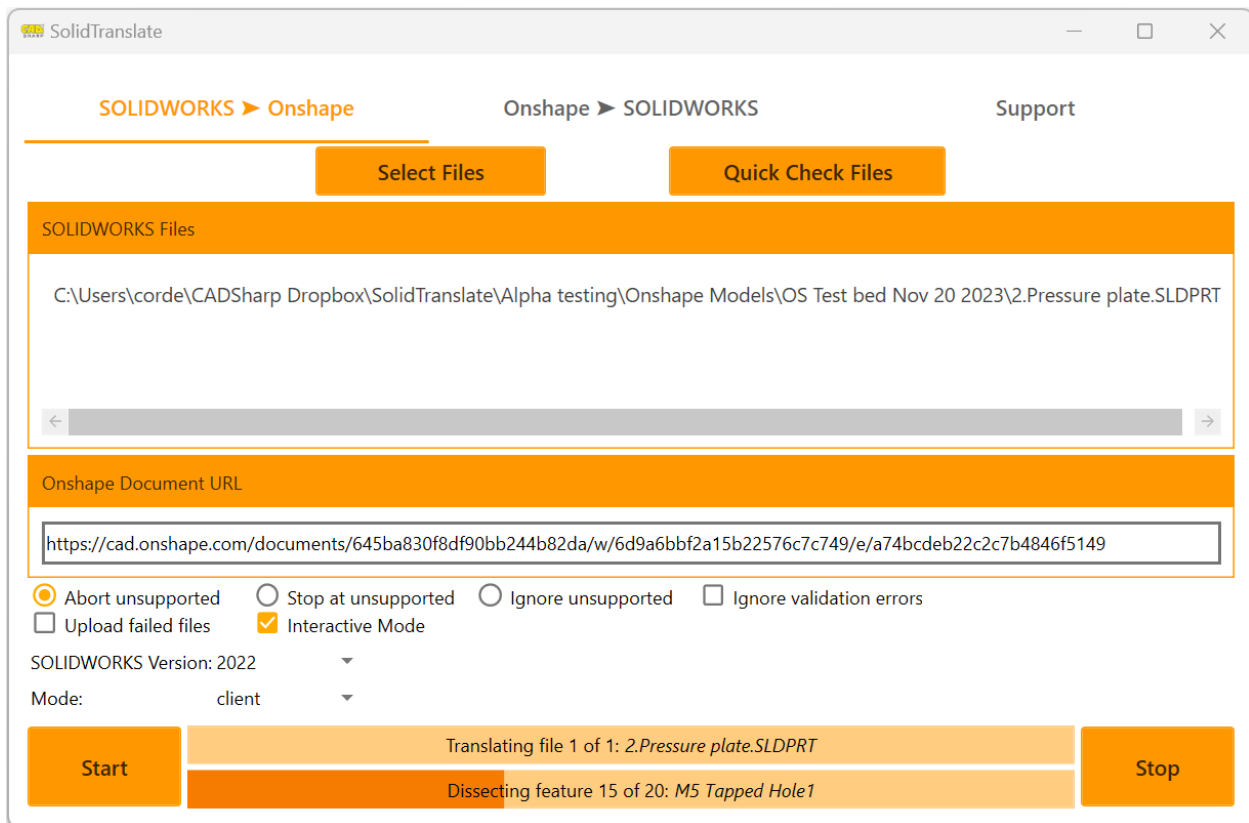 CAD SHARP SolidTranslate
SOLIDWORKS ➤ Onshape Onshape ➤ SOLIDWORKS Support
Select Files Quick Check Files
SOLIDWORKS Files
C:\Users\corde\CADSharp Dropbox\SolidTranslate\Alpha testing\Onshape Models\OS Test bed Nov 20 2023\2.Pressure plate.SLDPRT
Onshape Document URL
https://cad.onshape.com/documents/645ba830f8df90bb244b82da/w/6d9a6bbf2a15b22576c7c749/e/a74bcdeb22c2c7b4846f5149
Abort unsupported Stop at unsupported Ignore unsupported Ignore validation errors
Upload failed files Interactive Mode
SOLIDWORKS Version: 2022
Mode: client
Translating file 1 of 1: 2.Pressure plate.SLDPRT
Start Stop
Dissecting feature 15 of 20: M5 Tapped Hole1